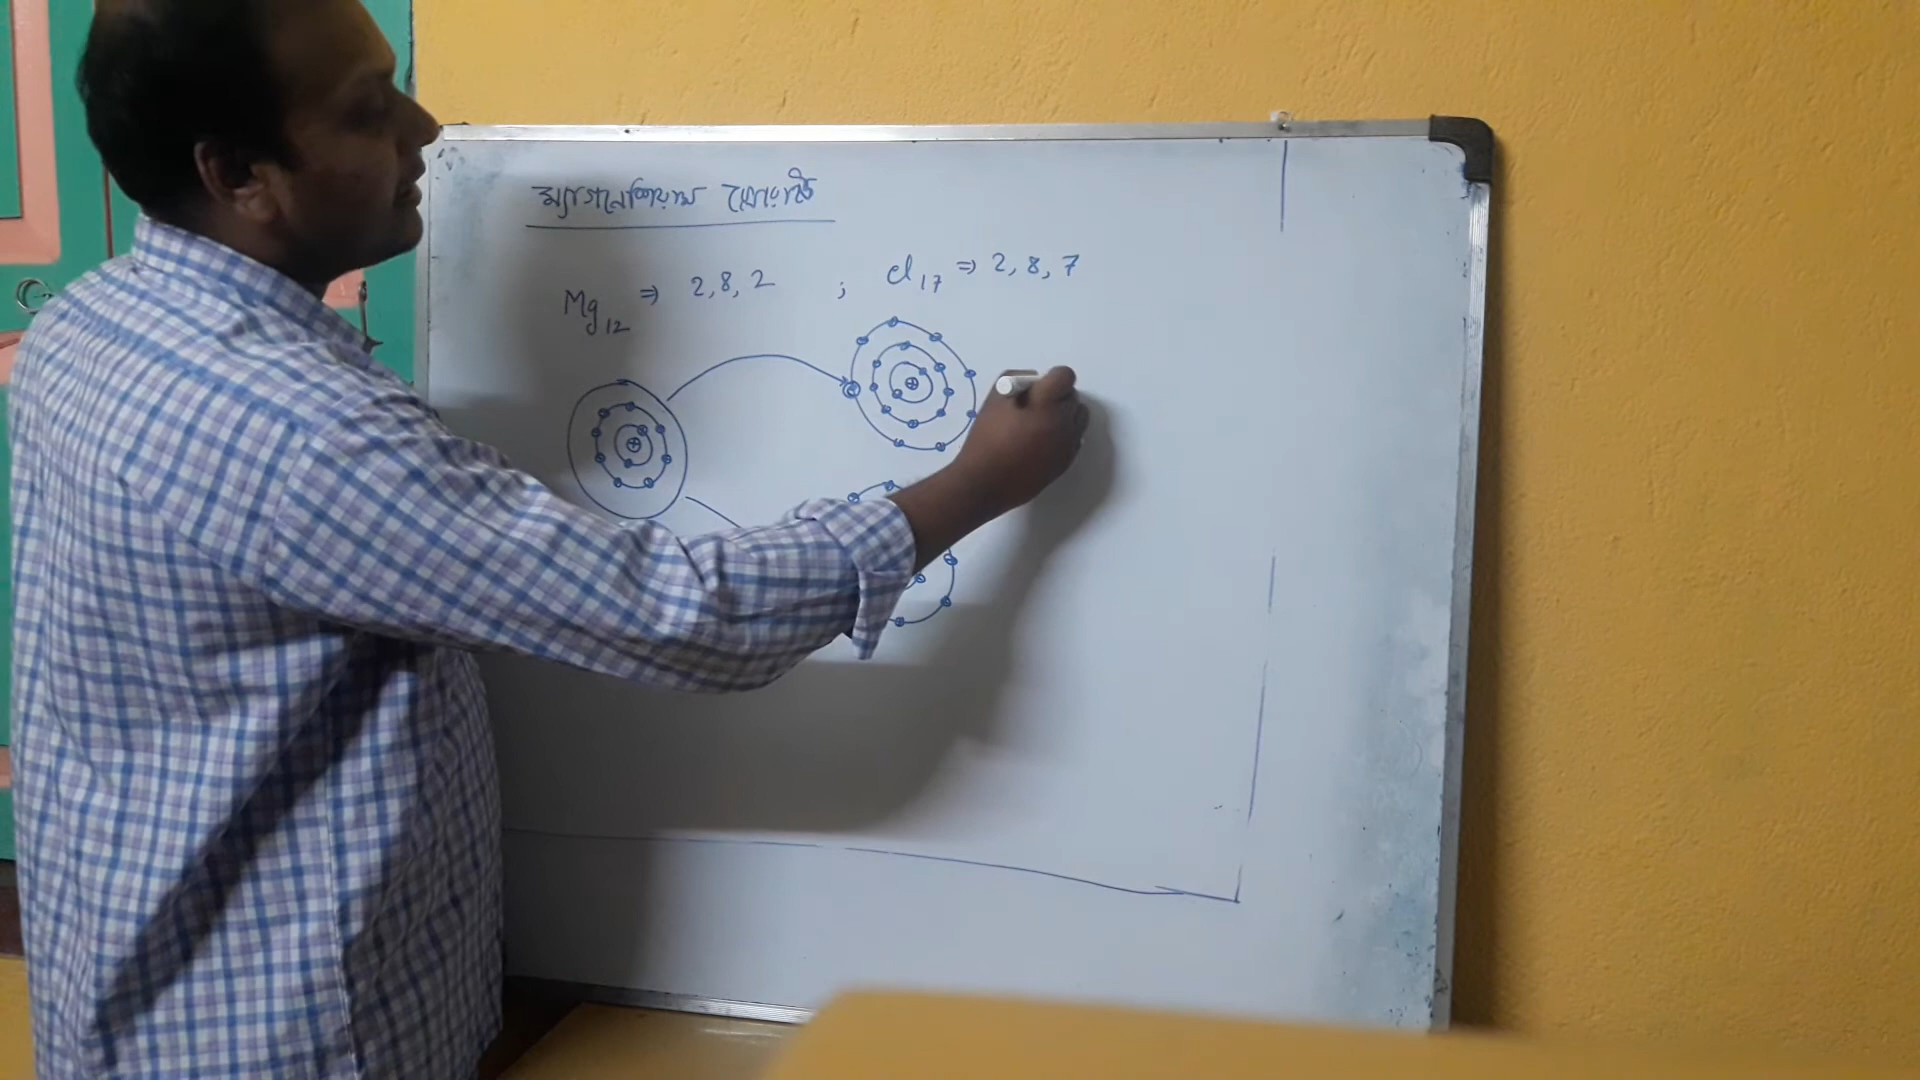 ম্যাগনেশিয়াম ক্লোরাইড
Mg₁₂ ⇒ 2, 8, 2 ; Cl₁₇ ⇒ 2, 8, 7